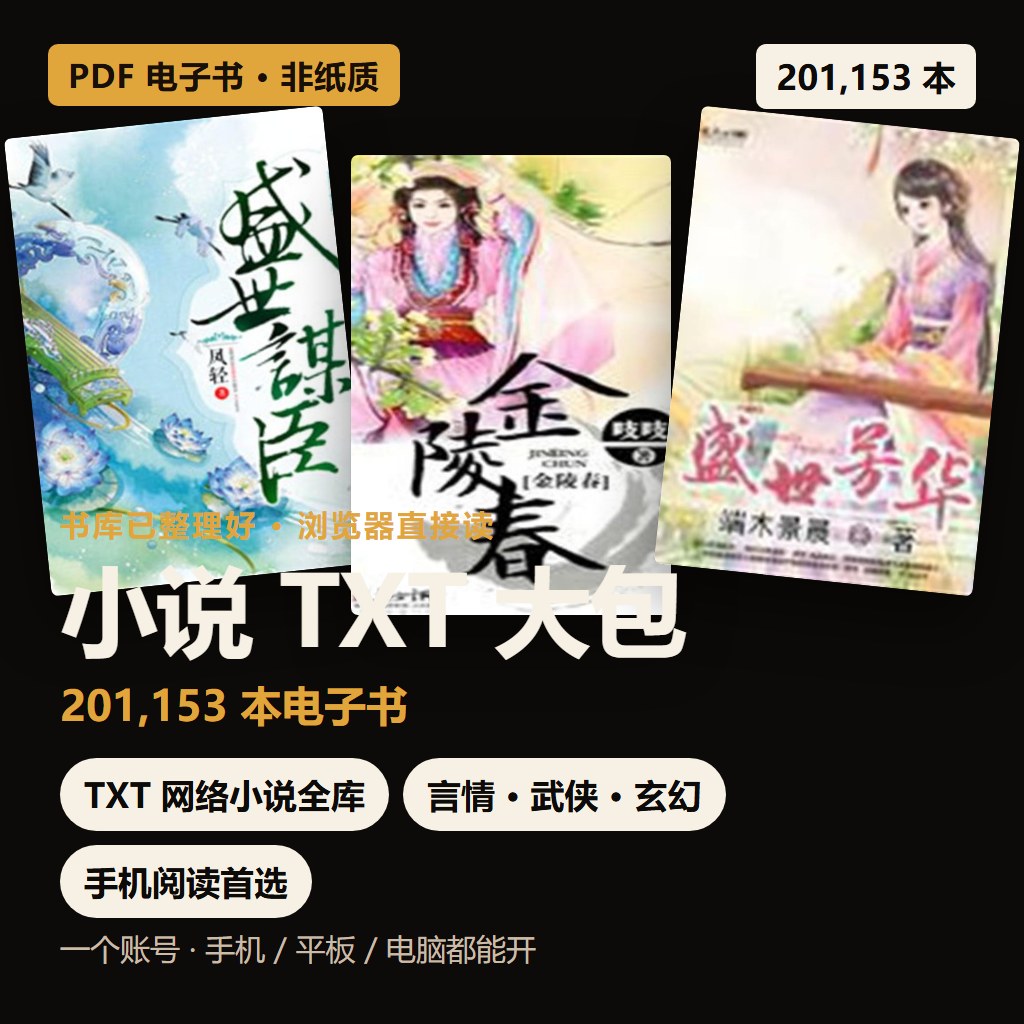 PDF 电子书 · 非纸质
201,153 本
盛世謀臣
凤轻
金陵春
吱吱
著
JINLING
CHUN
[金陵春]
盛世芳华
端木景晨
著
书库已整理好 · 浏览器直接读
小说 TXT 大包
201,153 本电子书
TXT 网络小说全库
言情 · 武侠 · 玄幻
手机阅读首选
一个账号 · 手机 / 平板 / 电脑都能开